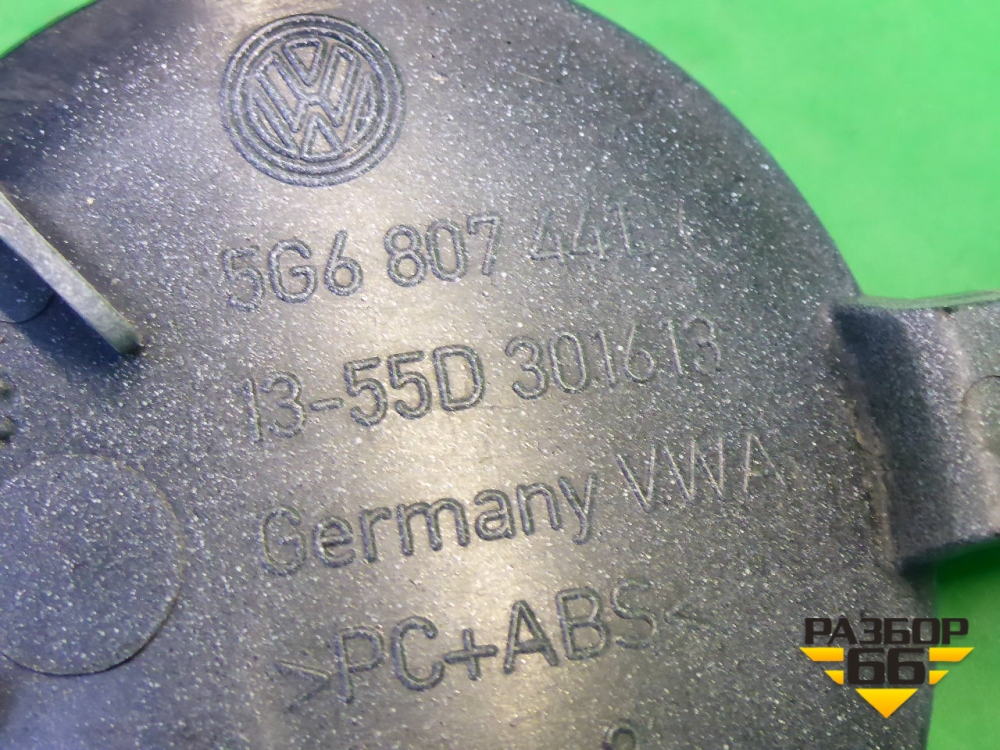 5G6 807 441
13-55D 301613
Germany VWA
>PC+ABS<
РАЗБОР
66